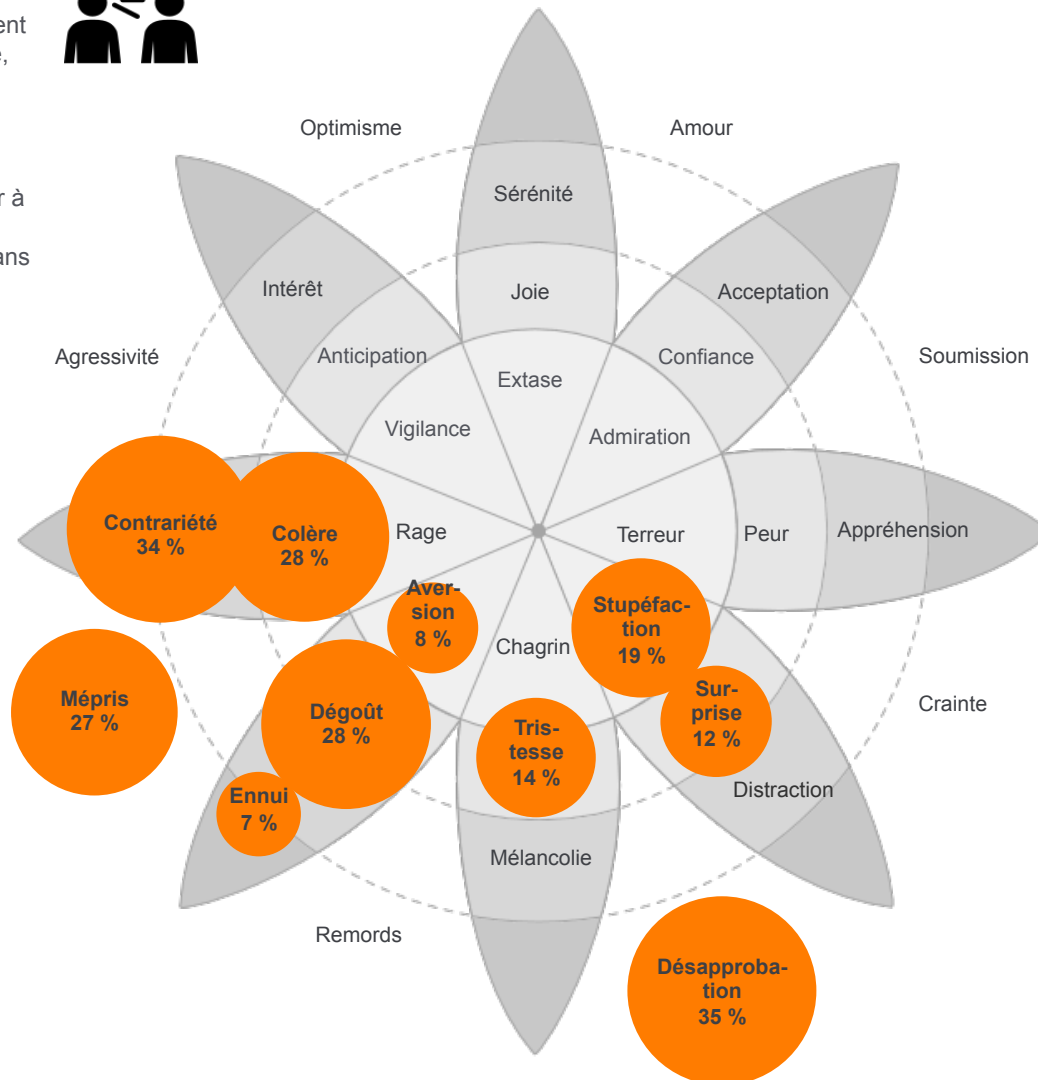 ent
Optimisme
Amour
Sérénité
r à
ans
Intérêt
Joie
Acceptation
Agressivité
Anticipation
Confiance
Soumission
Extase
Vigilance
Admiration
Contrariété
34 %
Colère
28 %
Rage
Terreur
Peur
Appréhension
Aver-
sion
8 %
Stupéfac-
tion
19 %
Chagrin
Mépris
27 %
Dégoût
28 %
Tris-
tesse
14 %
Sur-
prise
12 %
Crainte
Ennui
7 %
Distraction
Mélancolie
Remords
Désapproba-
tion
35 %